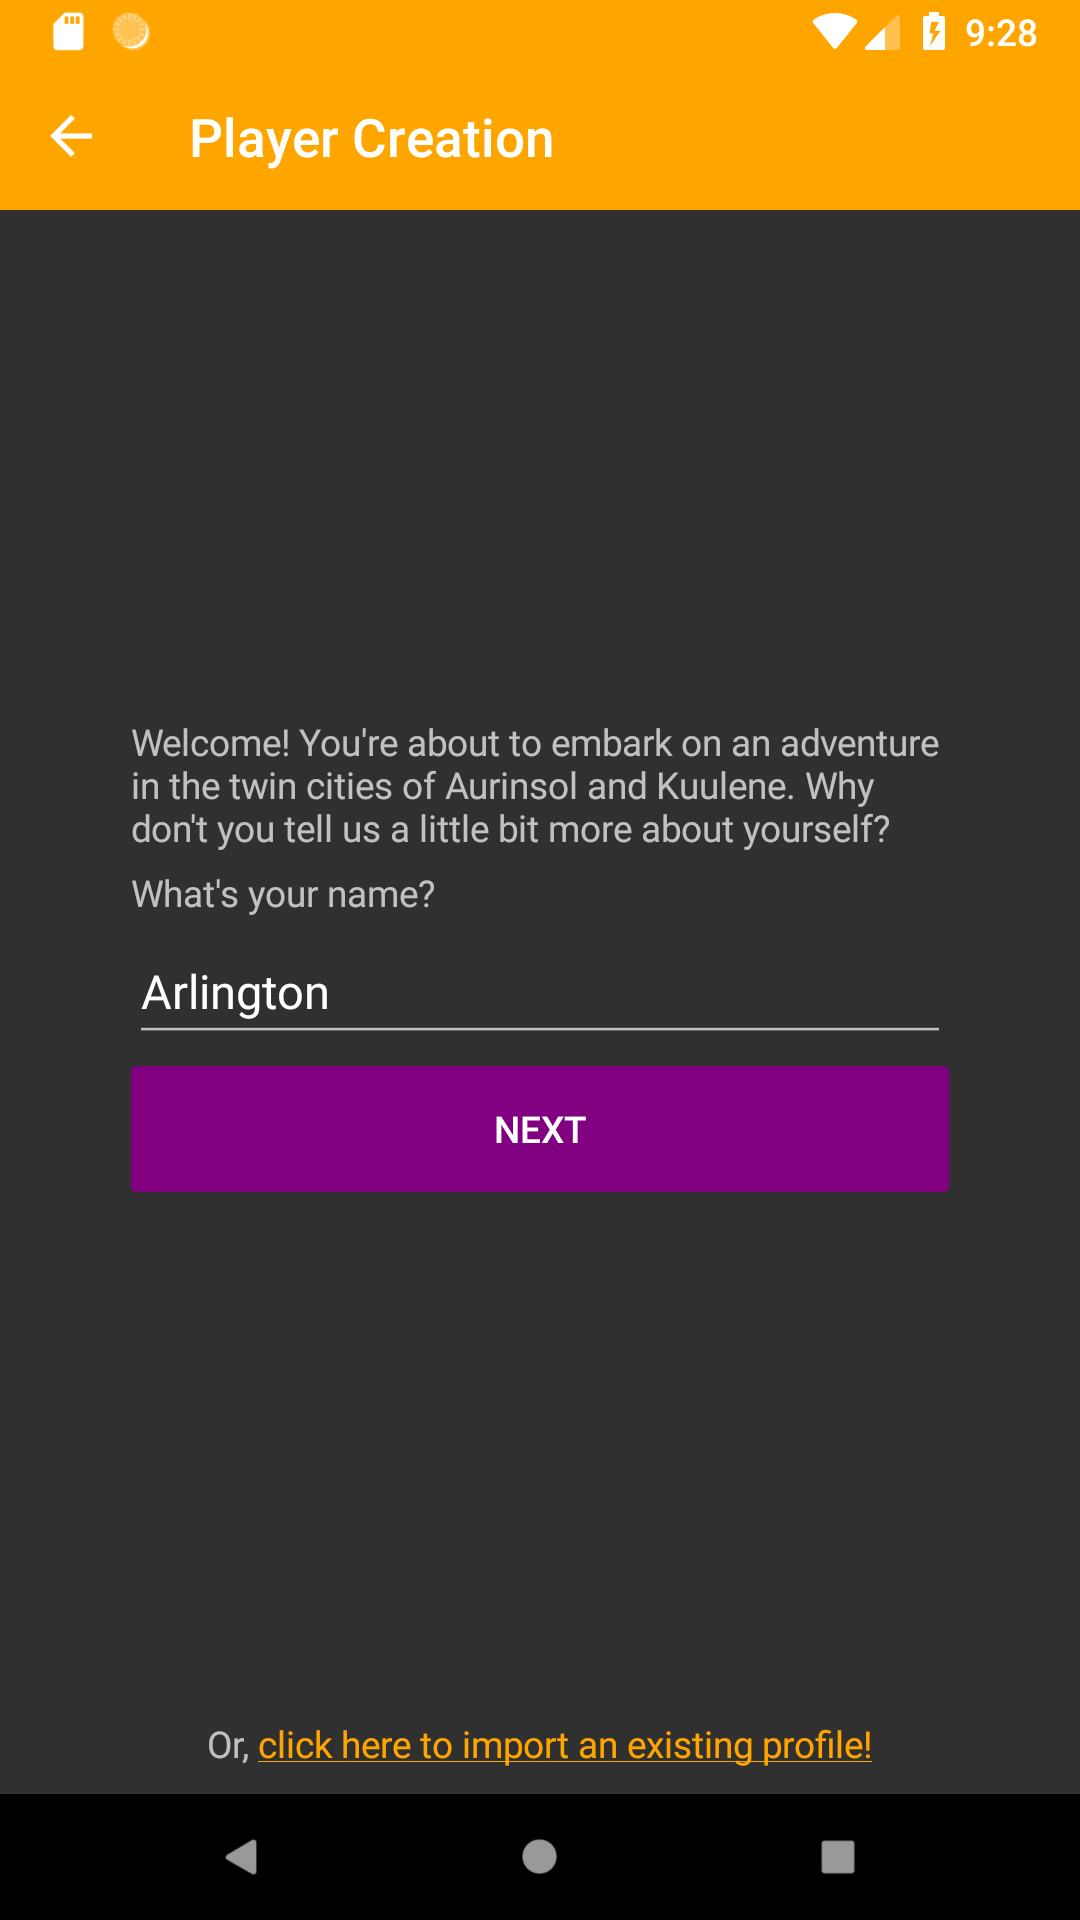 9:28
Player Creation
Welcome! You're about to embark on an adventure
in the twin cities of Aurinsol and Kuulene. Why
don't you tell us a little bit more about yourself?
What's your name?
Arlington
NEXT
Or, click here to import an existing profile!